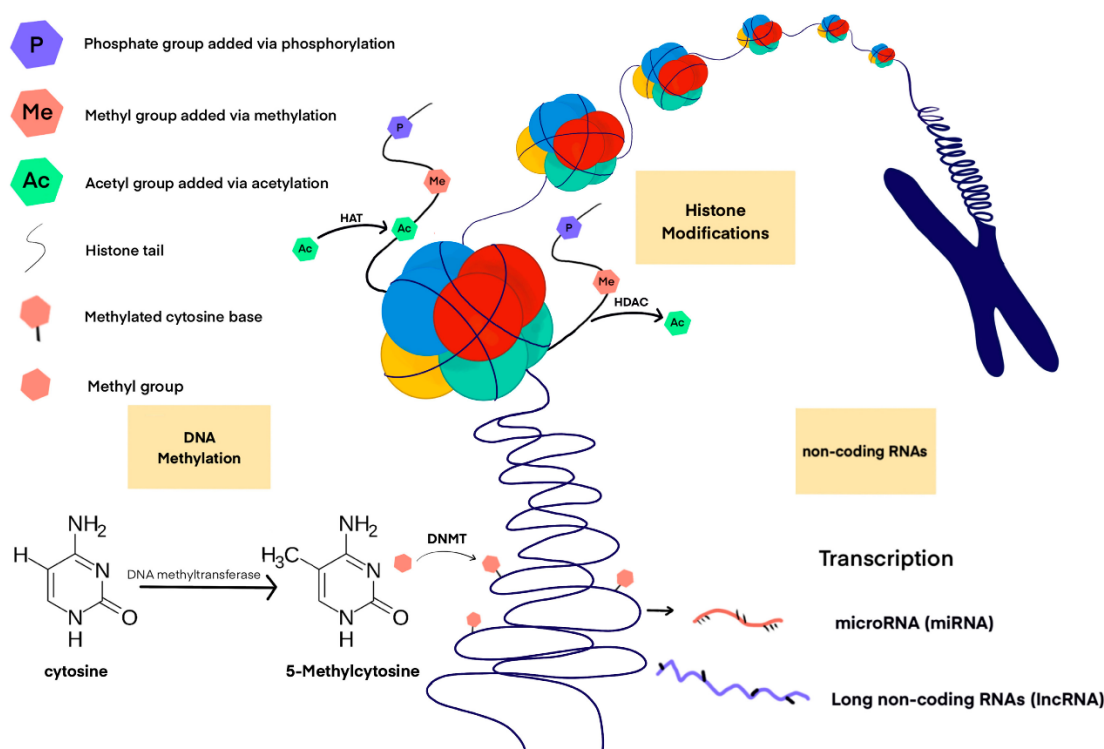 P
Phosphate group added via phosphorylation
Me
Methyl group added via methylation
Ac
Acetyl group added via acetylation
Histone tail
Methylated cytosine base
Methyl group
P
Me
HAT
Ac
Ac
P
Me
HDAC
Ac
Histone
Modifications
DNA
Methylation
non-coding RNAs
NH2
H
N
N
H
O
cytosine
DNA methyltransferase
NH2
H3C
N
N
H
O
5-Methylcytosine
DNMT
Transcription
microRNA (miRNA)
Long non-coding RNAs (lncRNA)